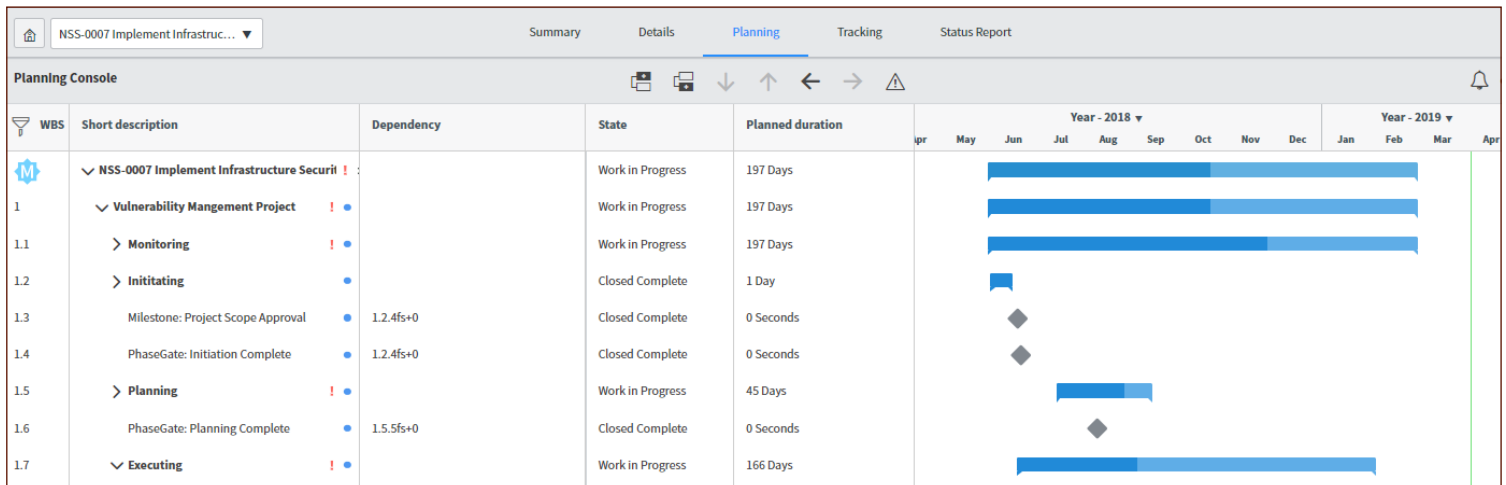 NSS-0007 Implement Infrastruc... Summary Details Planning Tracking Status Report
Planning Console
WBS Short description Dependency State Planned duration Year - 2018 Year - 2019
Apr May Jun Jul Aug Sep Oct Nov Dec Jan Feb Mar Apr
M NSS-0007 Implement Infrastructure Securit ! Work in Progress 197 Days
1 Vulnerability Mangement Project ! Work in Progress 197 Days
1.1 Monitoring ! Work in Progress 197 Days
1.2 Inititating Closed Complete 1 Day
1.3 Milestone: Project Scope Approval 1.2.4fs+0 Closed Complete 0 Seconds
1.4 PhaseGate: Initiation Complete 1.2.4fs+0 Closed Complete 0 Seconds
1.5 Planning ! Work in Progress 45 Days
1.6 PhaseGate: Planning Complete 1.5.5fs+0 Closed Complete 0 Seconds
1.7 Executing ! Work in Progress 166 Days